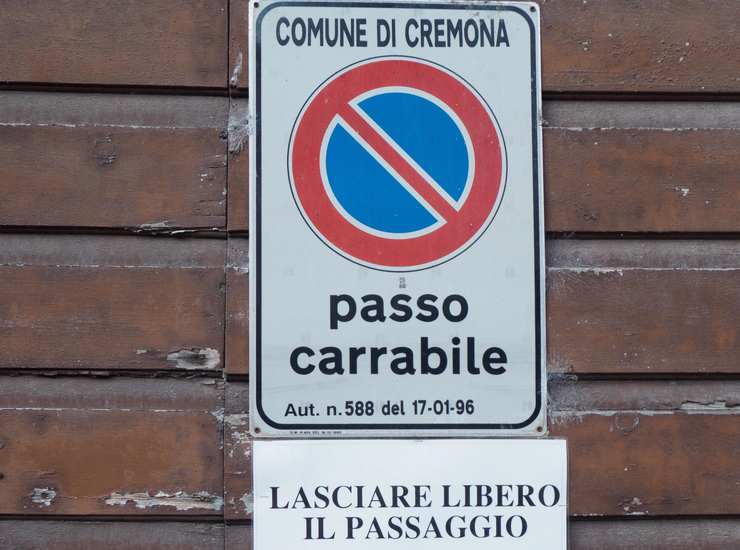 COMUNE DI CREMONA
passo
carrabile
Aut. n. 588 del 17-01-96
LASCIARE LIBERO
IL PASSAGGIO